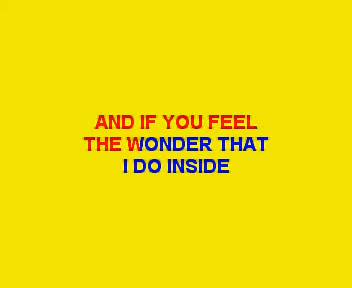 AND IF YOU FEEL
THE WONDER THAT
I DO INSIDE